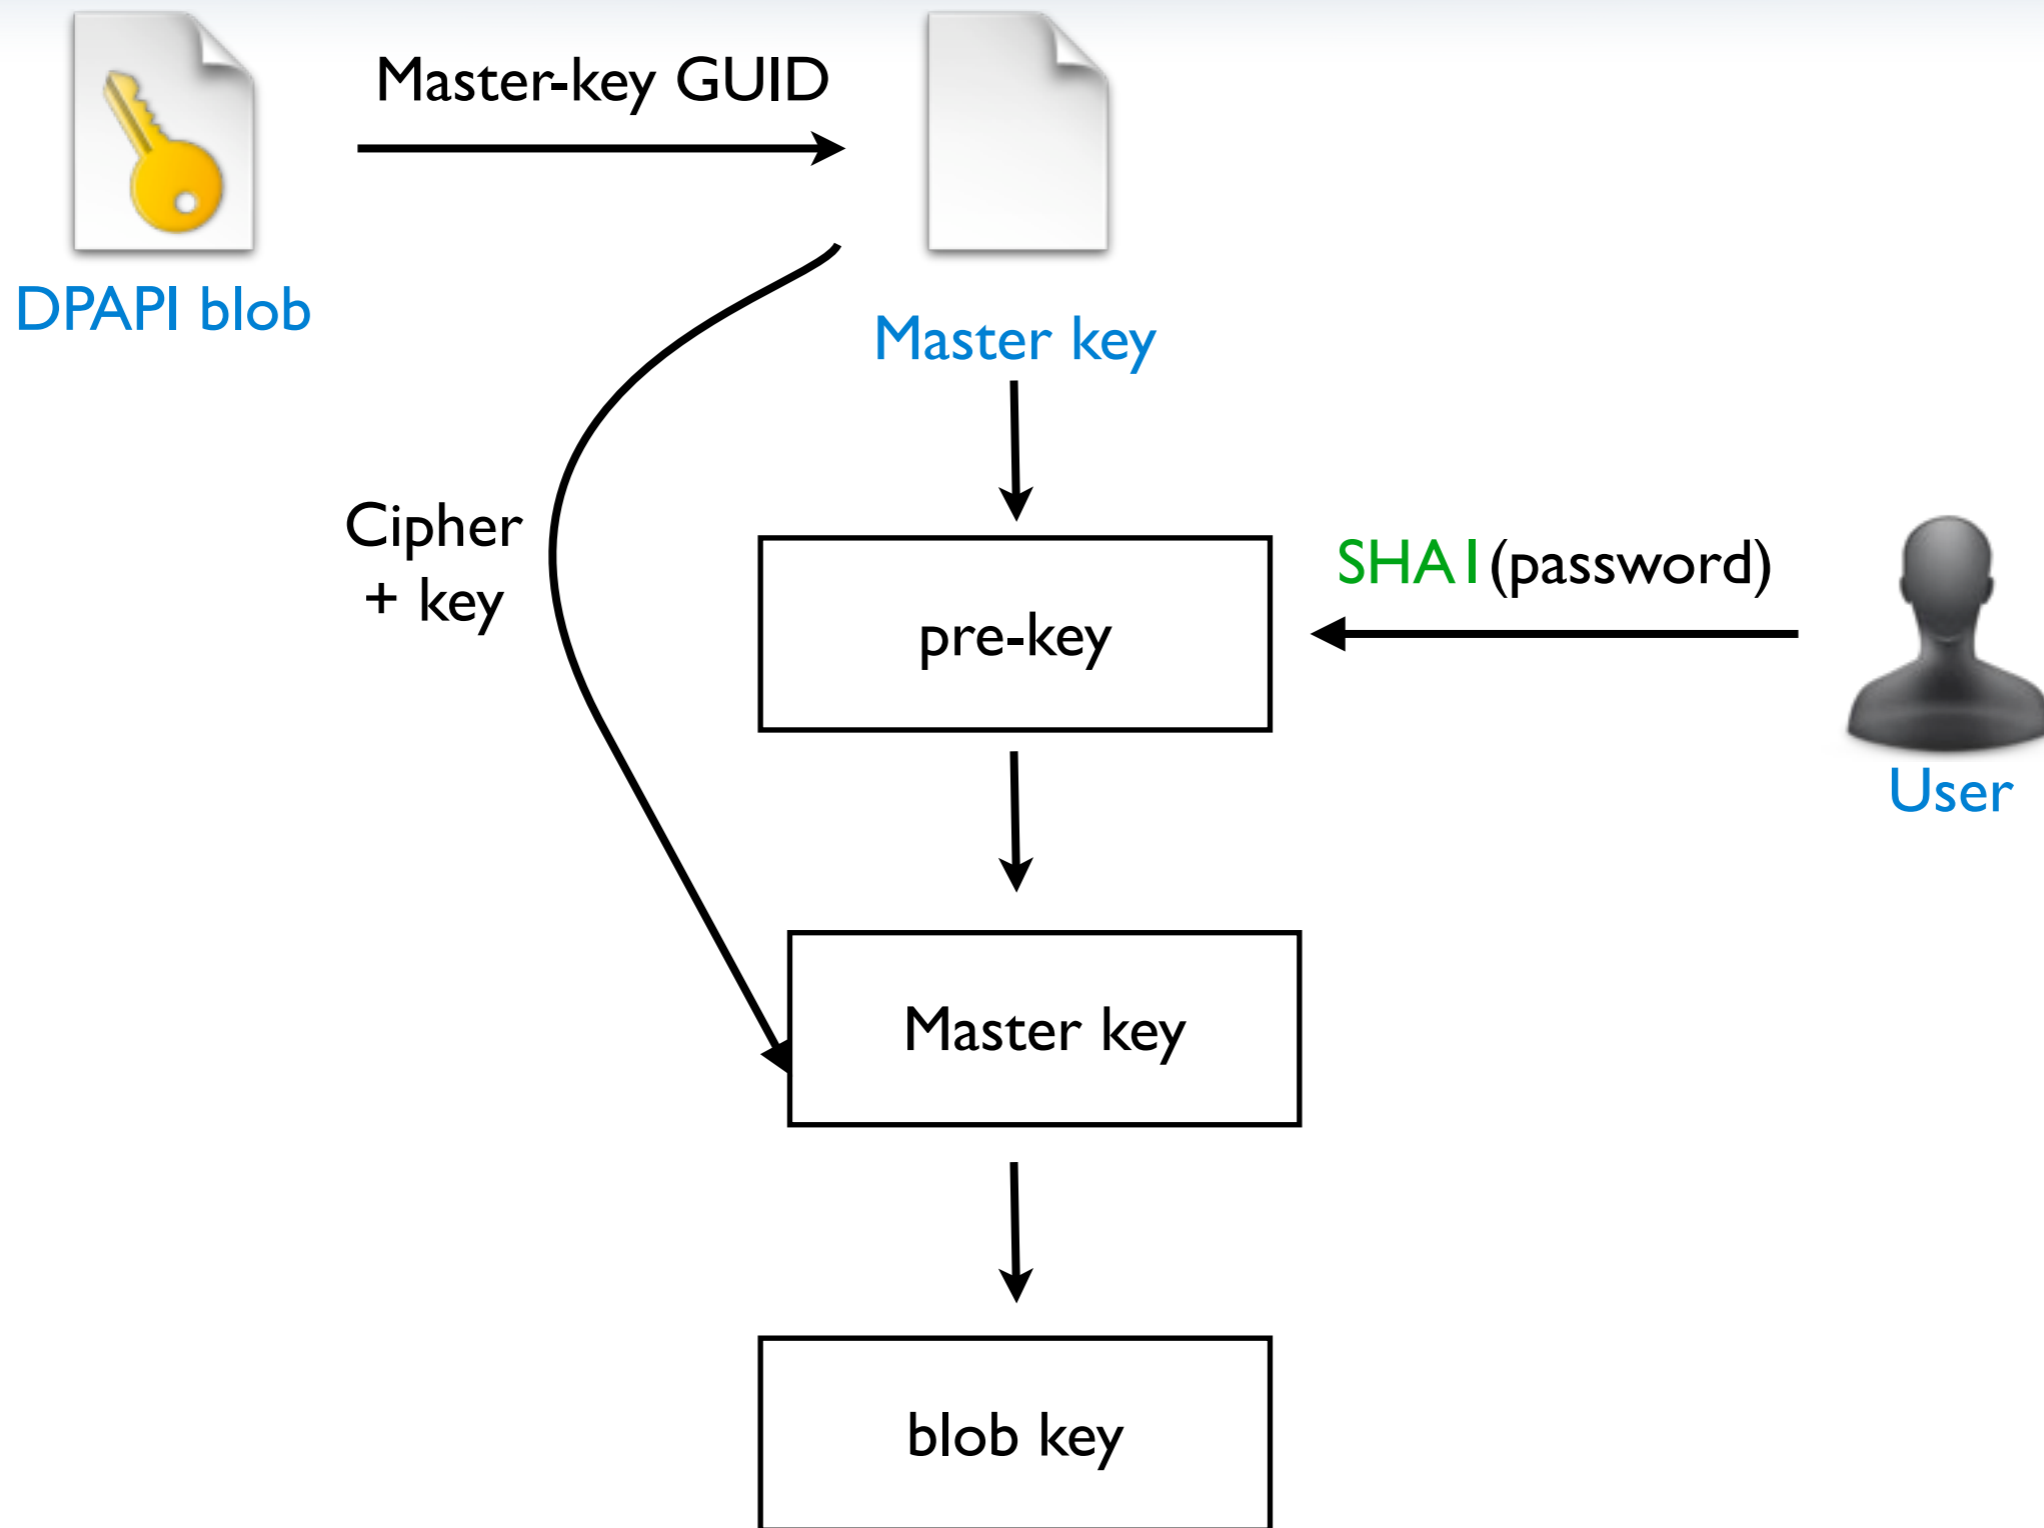 Master-key GUID
DPAPI blob
Master key
Cipher
+ key
SHA1(password)
pre-key
User
Master key
blob key